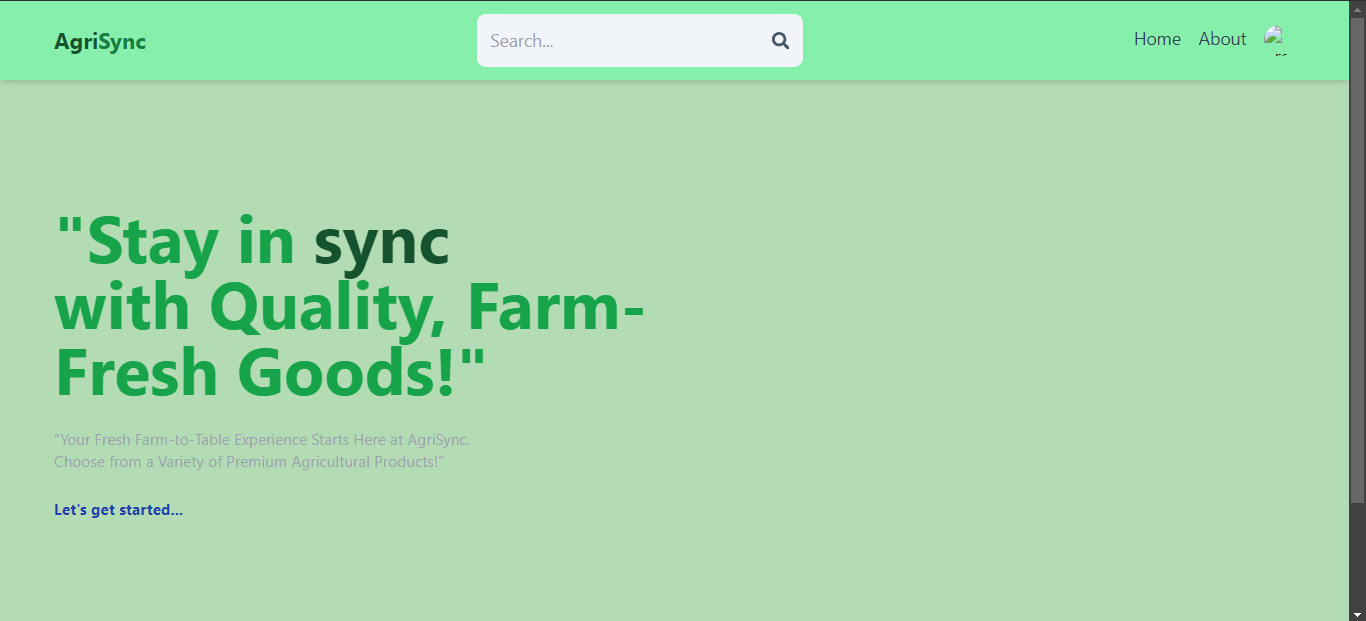 AgriSync
Search...
Home
About
"Stay in sync
with Quality, Farm-
Fresh Goods!"
"Your Fresh Farm-to-Table Experience Starts Here at AgriSync.
Choose from a Variety of Premium Agricultural Products!"
Let's get started...